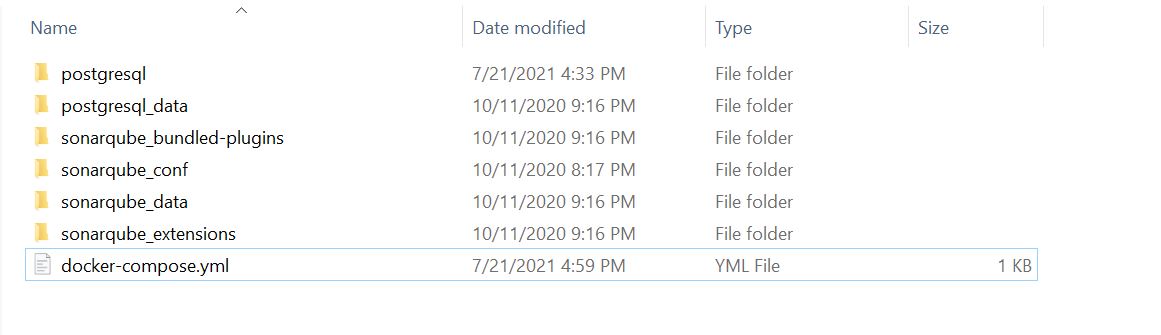 Name Date modified Type Size
postgresql 7/21/2021 4:33 PM File folder
postgresql_data 10/11/2020 9:16 PM File folder
sonarqube_bundled-plugins 10/11/2020 9:16 PM File folder
sonarqube_conf 10/11/2020 8:17 PM File folder
sonarqube_data 10/11/2020 9:16 PM File folder
sonarqube_extensions 10/11/2020 9:16 PM File folder
docker-compose.yml 7/21/2021 4:59 PM YML File 1 KB